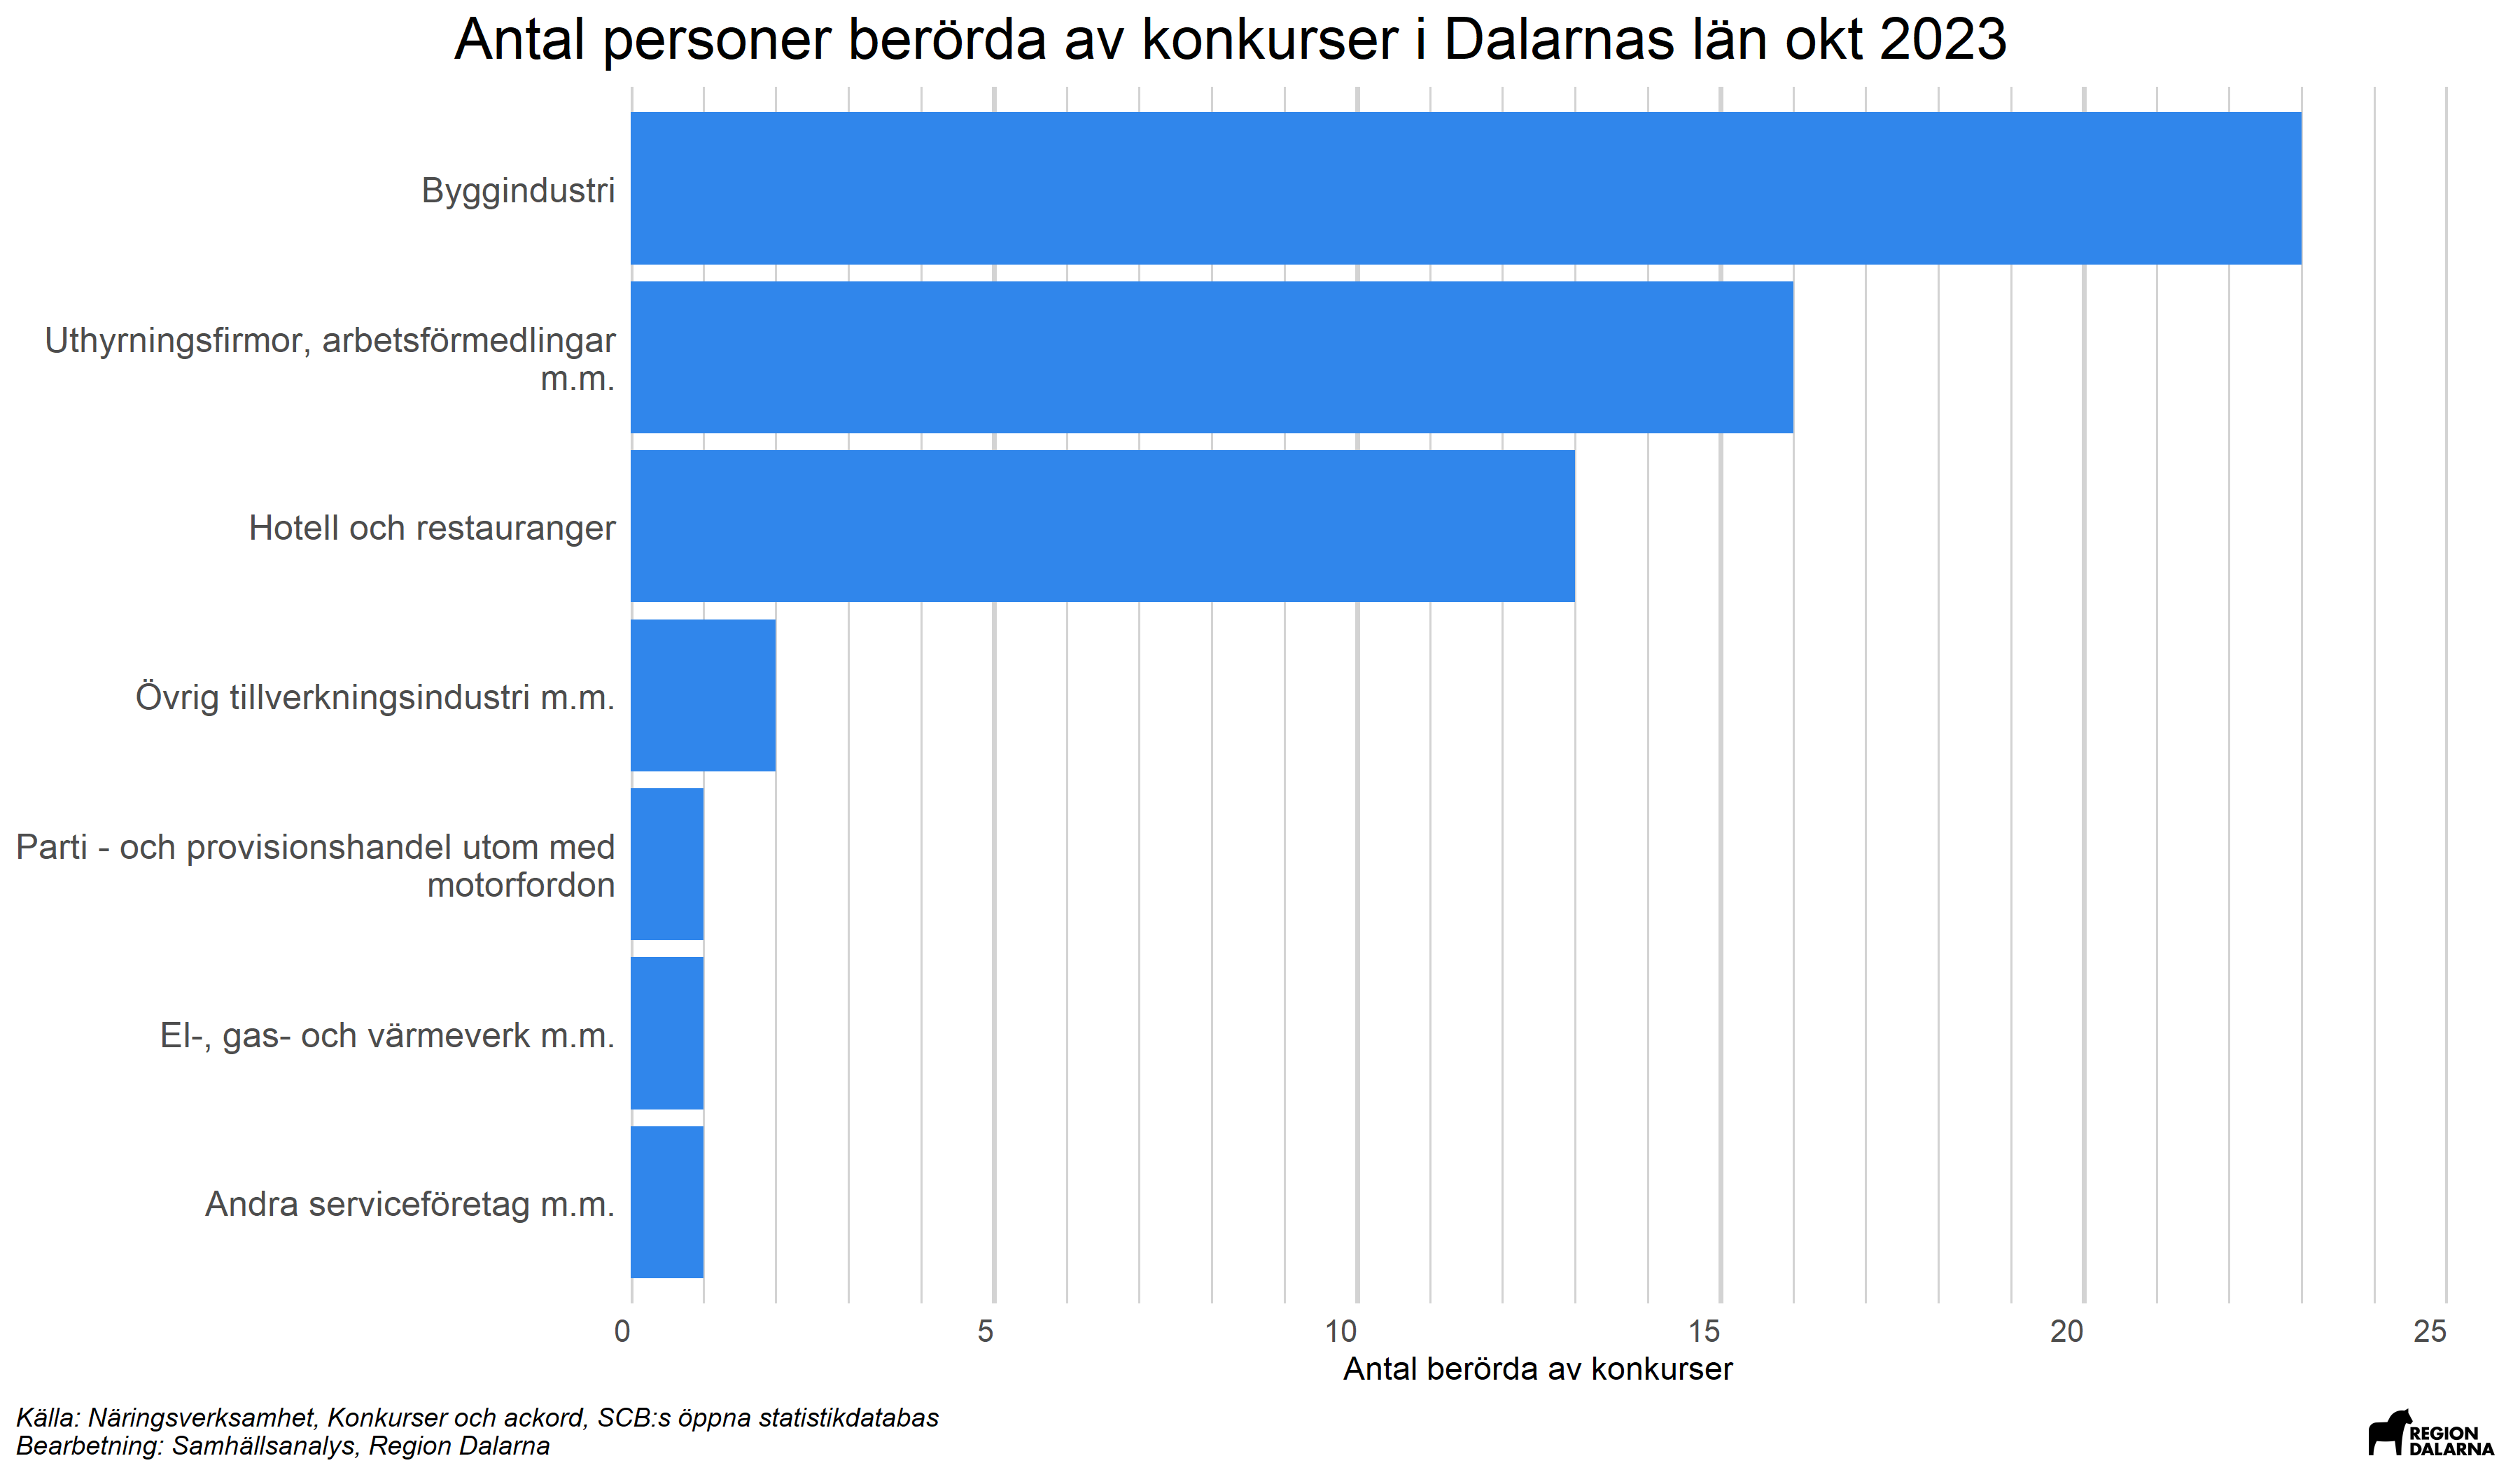 Antal personer berörda av konkurser i Dalarnas län okt 2023
Byggindustri
Uthyrningsfirmor, arbetsförmedlingar
m.m.
Hotell och restauranger
Övrig tillverkningsindustri m.m.
Parti - och provisionshandel utom med
motorfordon
El-, gas- och värmeverk m.m.
Andra serviceföretag m.m.
0 5 10 15 20 25
Antal berörda av konkurser
Källa: Näringsverksamhet, Konkurser och ackord, SCB:s öppna statistikdatabas
Bearbetning: Samhällsanalys, Region Dalarna
REGION
DALARNA